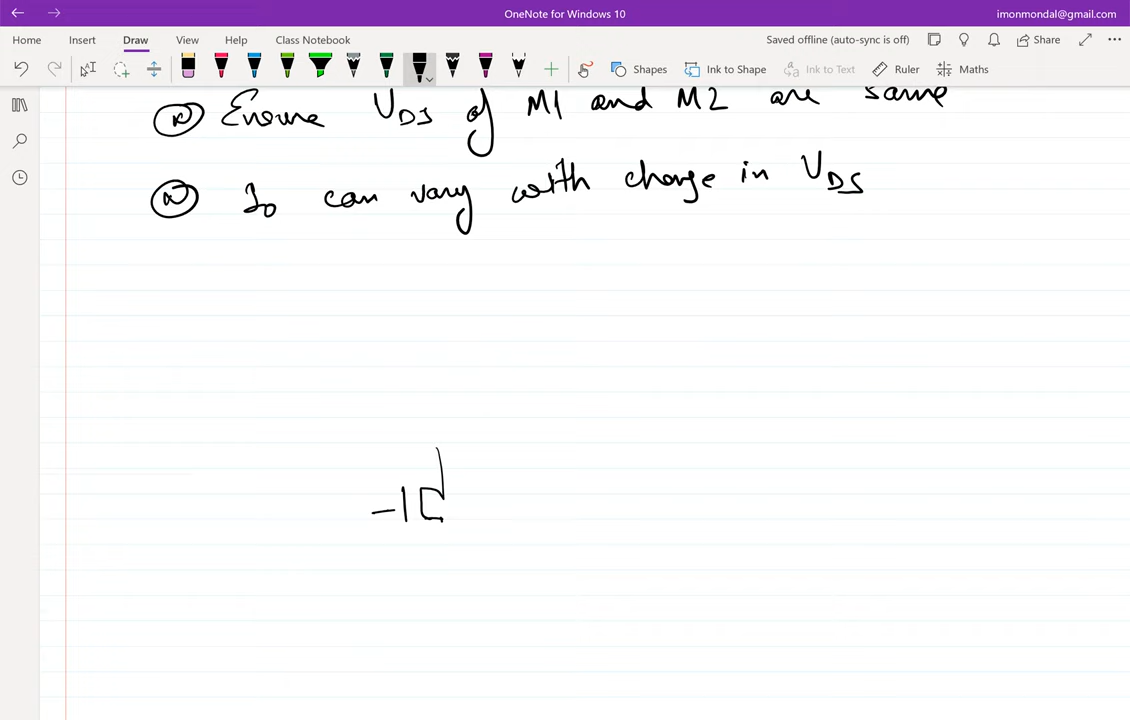 OneNote for Windows 10
imonmondal@gmail.com
Home Insert Draw View Help Class Notebook
Saved offline (auto-sync is off)
Share
Shapes
Ink to Shape
Ink to Text
Ruler
Maths
Ensure VDS of M1 and M2 are same
I0 can vary with change in VDS